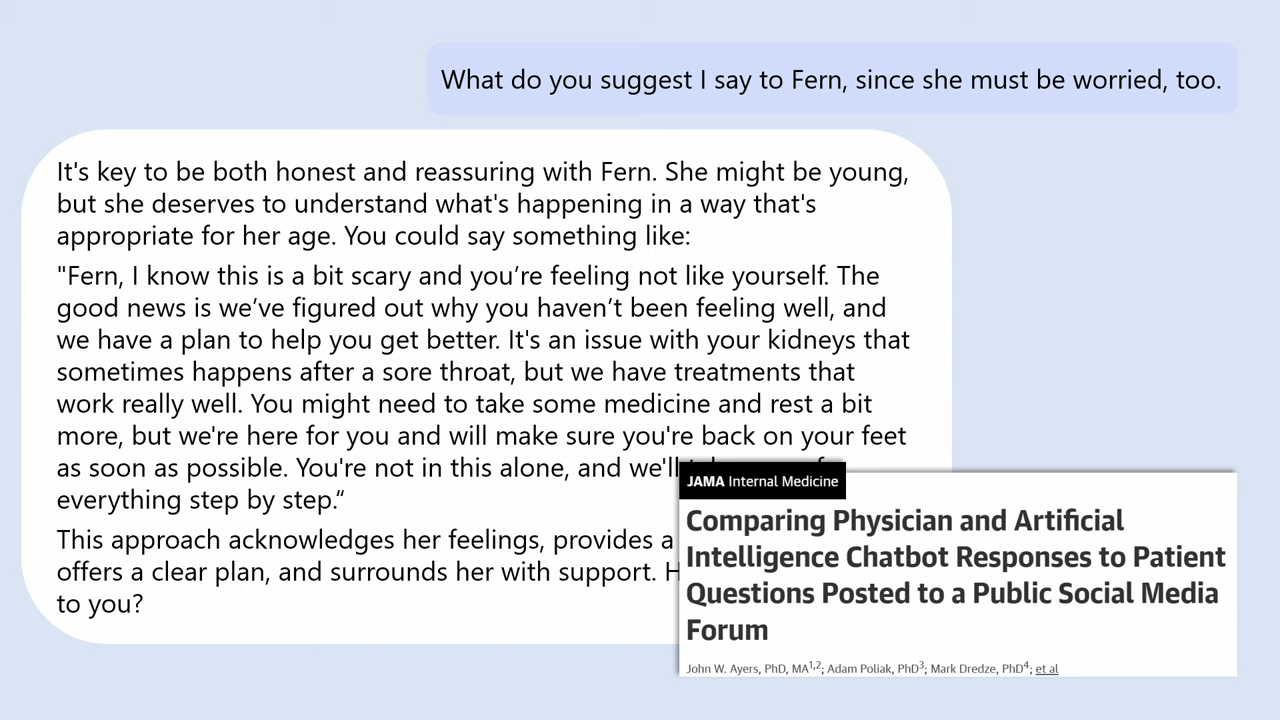 What do you suggest I say to Fern, since she must be worried, too.
It's key to be both honest and reassuring with Fern. She might be young,
but she deserves to understand what's happening in a way that's
appropriate for her age. You could say something like:
"Fern, I know this is a bit scary and you’re feeling not like yourself. The
good news is we’ve figured out why you haven’t been feeling well, and
we have a plan to help you get better. It's an issue with your kidneys that
sometimes happens after a sore throat, but we have treatments that
work really well. You might need to take some medicine and rest a bit
more, but we're here for you and will make sure you're back on your feet
as soon as possible. You're not in this alone, and we'll
everything step by step.“
This approach acknowledges her feelings, provides a
offers a clear plan, and surrounds her with support.
to you?
JAMA Internal Medicine
Comparing Physician and Artificial
Intelligence Chatbot Responses to Patient
Questions Posted to a Public Social Media
Forum
John W. Ayers, PhD, MA1,2; Adam Poliak, PhD3; Mark Dredze, PhD4; et al